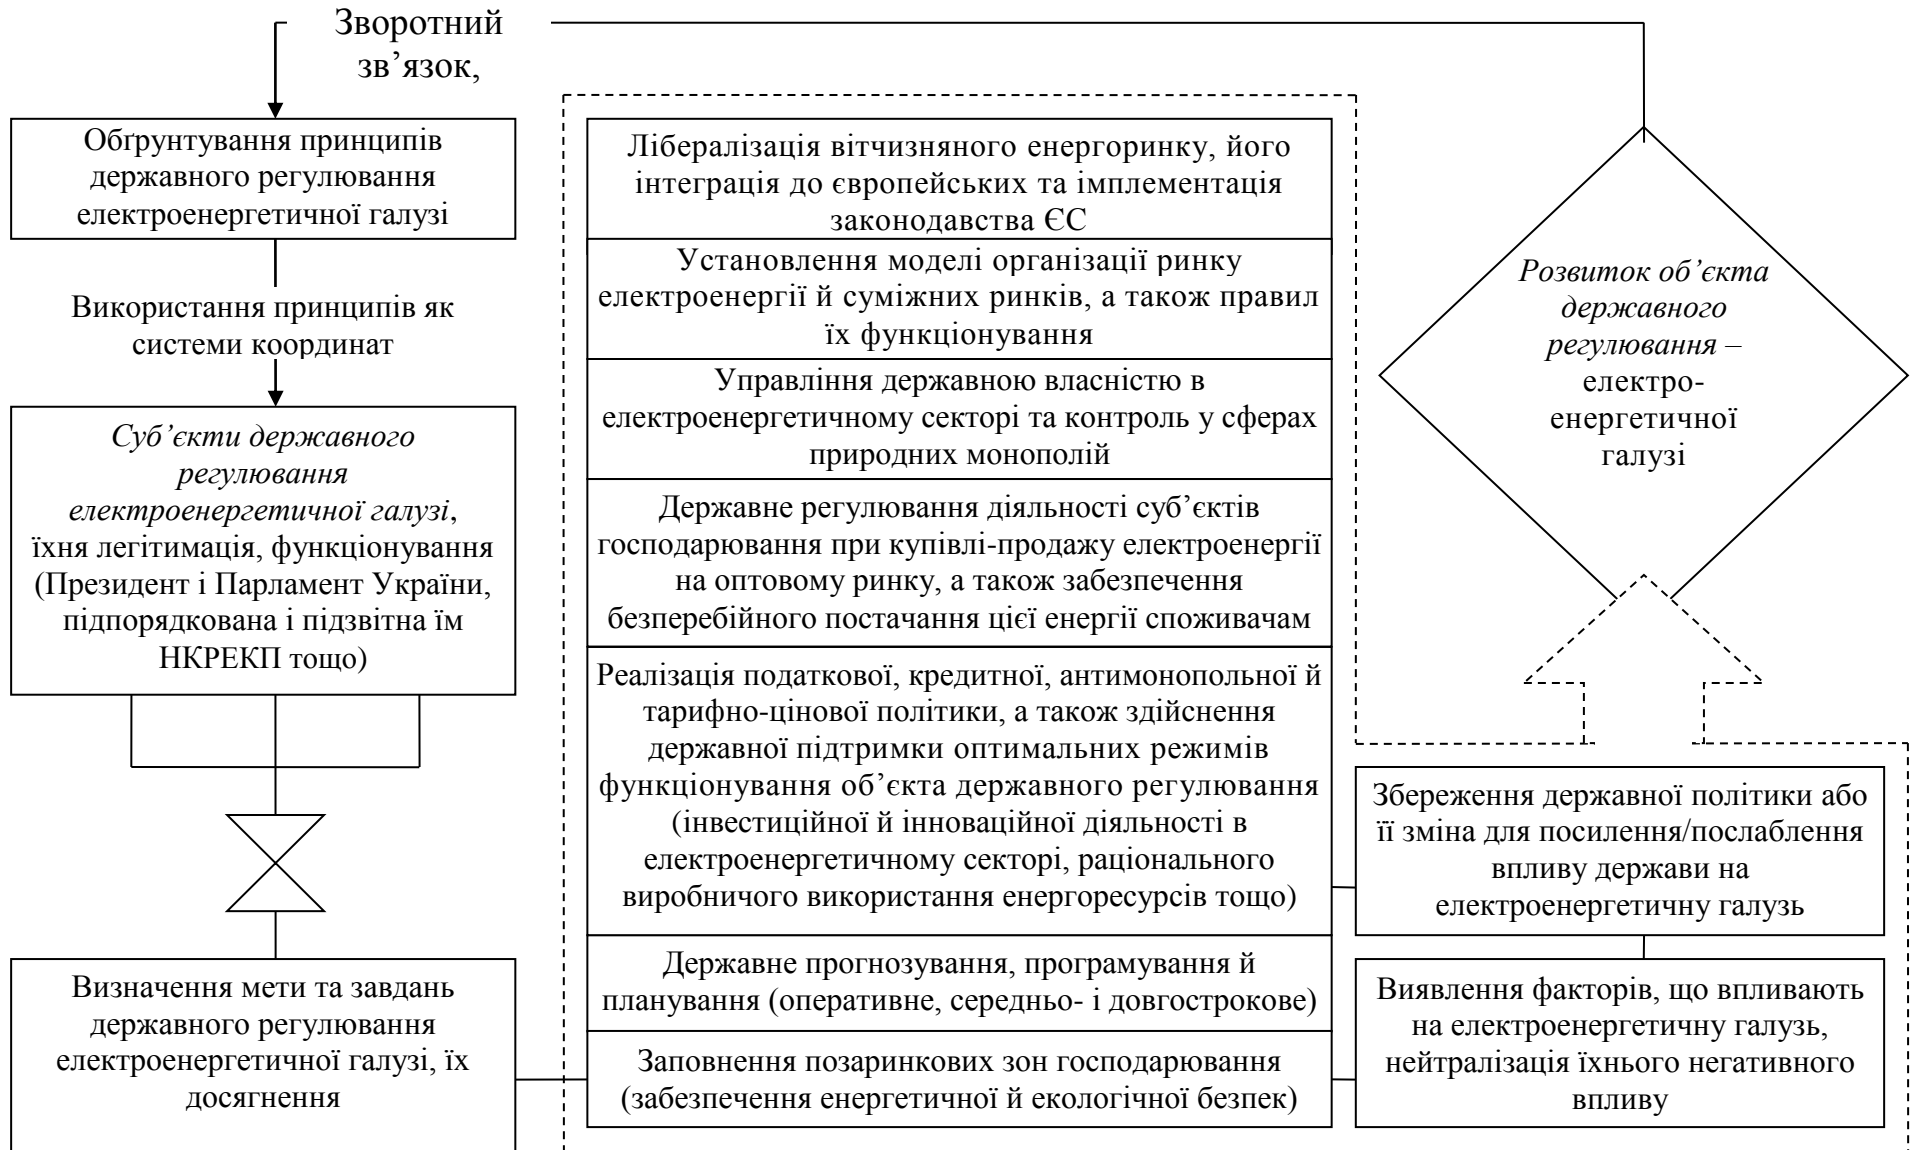 Зворотний
зв’язок,
Обґрунтування принципів
державного регулювання
електроенергетичної галузі
Використання принципів як
системи координат
Суб’єкти державного
регулювання
електроенергетичної галузі,
їхня легітимація, функціонування
(Президент і Парламент України,
підпорядкована і підзвітна їм
НКРЕКП тощо)
Визначення мети та завдань
державного регулювання
електроенергетичної галузі, їх
досягнення
Лібералізація вітчизняного енергоринку, його
інтеграція до європейських та імплементація
законодавства ЄС
Установлення моделі організації ринку
електроенергії й суміжних ринків, а також правил
їх функціонування
Управління державною власністю в
електроенергетичному секторі та контроль у сферах
природних монополій
Державне регулювання діяльності суб’єктів
господарювання при купівлі-продажу електроенергії
на оптовому ринку, а також забезпечення
безперебійного постачання цієї енергії споживачам
Реалізація податкової, кредитної, антимонопольної й
тарифно-цінової політики, а також здійснення
державної підтримки оптимальних режимів
функціонування об’єкта державного регулювання
(інвестиційної й інноваційної діяльності в
електроенергетичному секторі, раціонального
виробничого використання енергоресурсів тощо)
Державне прогнозування, програмування й
планування (оперативне, середньо- і довгострокове)
Заповнення позаринкових зон господарювання
(забезпечення енергетичної й екологічної безпек)
Розвиток об’єкта
державного
регулювання –
електро-
енергетичної
галузі
Збереження державної політики або
її зміна для посилення/послаблення
впливу держави на
електроенергетичну галузь
Виявлення факторів, що впливають
на електроенергетичну галузь,
нейтралізація їхнього негативного
впливу